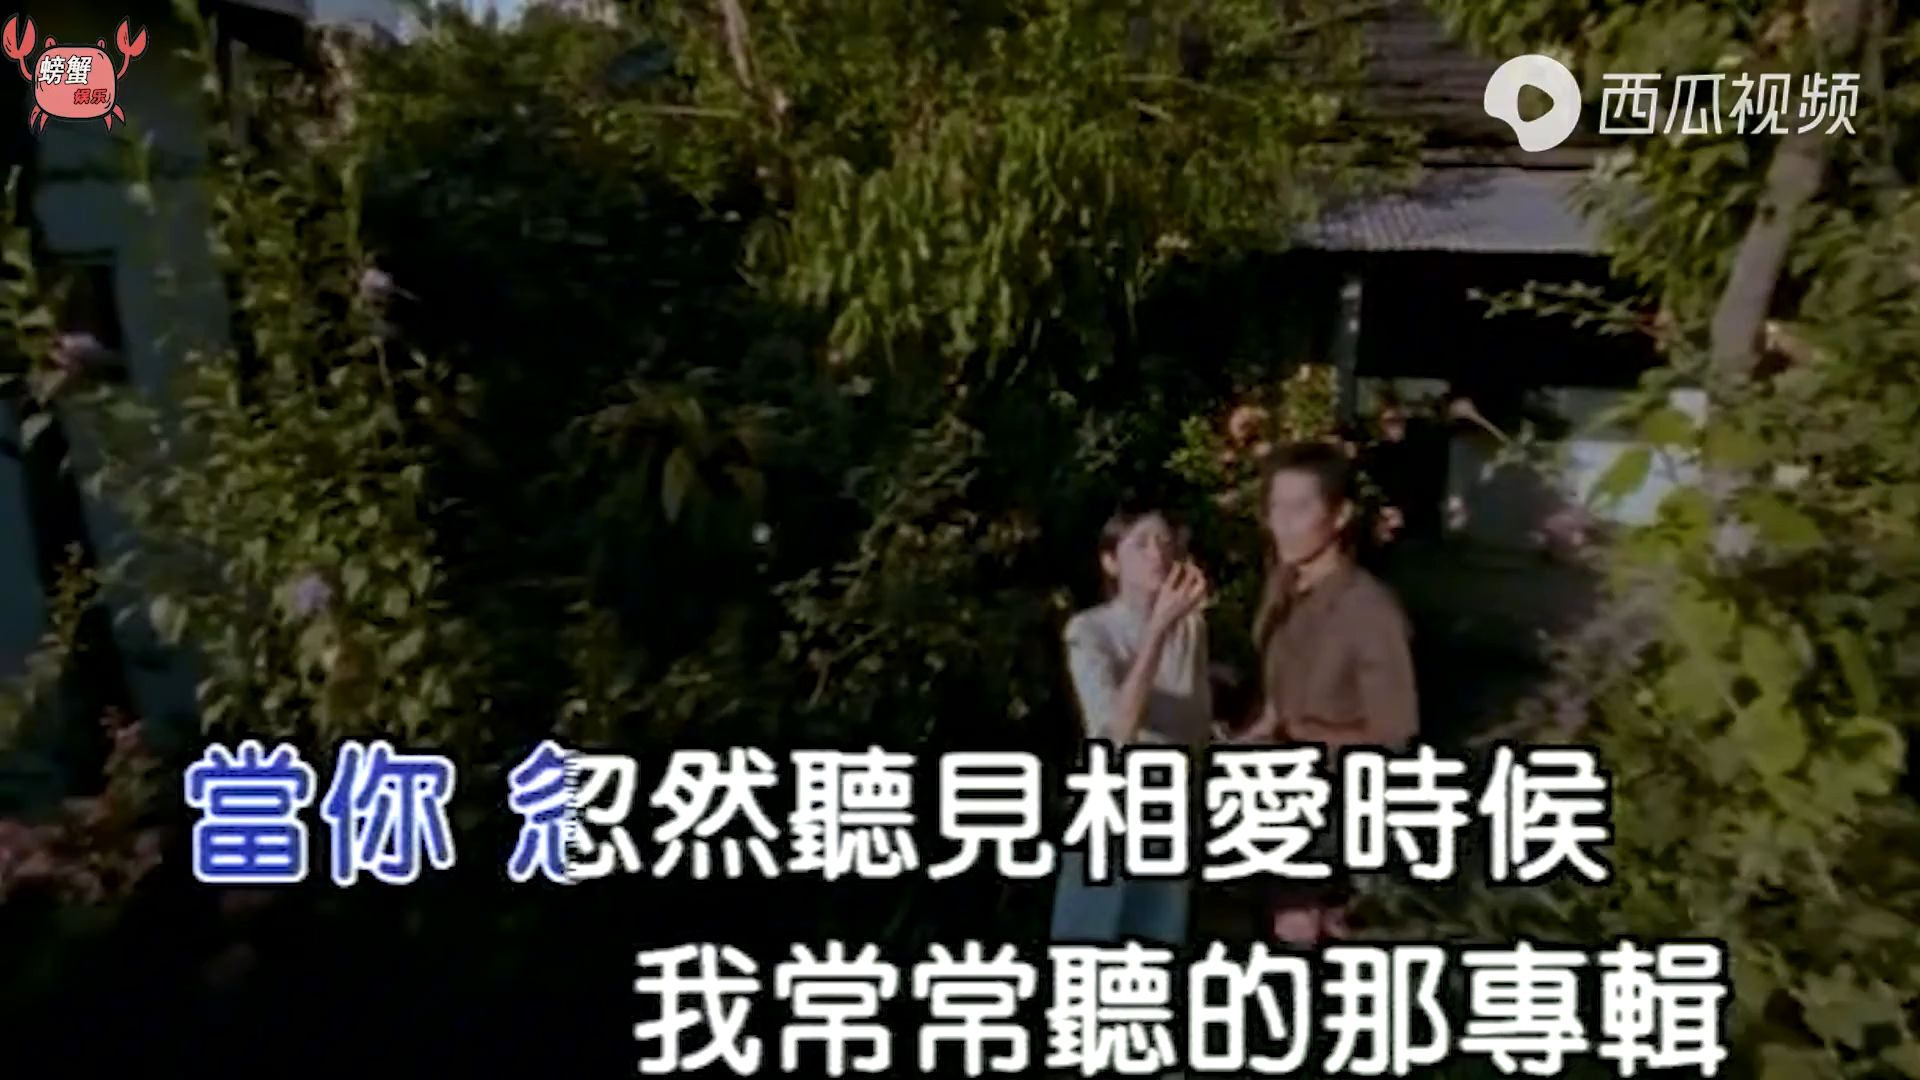 螃蟹
娱乐
西瓜视频
當你 忽然聽見相愛時候
我常常聽的那專輯